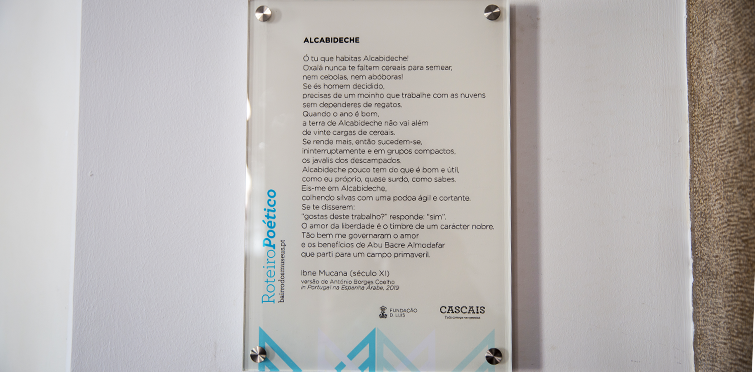 ALCABIDECHE
Ó tu que habitas Alcabideche!
Oxalá nunca te faltem cereais para semear,
nem cebolas, nem abóboras!
Se és homem decidido,
precisas de um moinho que trabalhe com as nuvens
sem dependeres de regatos.
Quando o ano é bom,
a terra de Alcabideche não vai além
de vinte cargas de cereais.
Se rende mais, então sucedem-se,
ininterruptamente e em grupos compactos,
os javalis dos descampados.
Alcabideche pouco tem do que é bom e útil,
como eu próprio, quase surdo, como sabes.
Eis-me em Alcabideche,
colhendo silvas com uma podoa ágil e cortante.
Se te disserem:
"gostas deste trabalho?" responde: "sim".
O amor da liberdade é o timbre de um carácter nobre.
Tão bem me governaram o amor
e os benefícios de Abu Bacre Almodafar
que parti para um campo primaveril.
Ibne Mucana (século XI)
versão de António Borges Coelho
in Portugal na Espanha Árabe, 2019
RoteiroPoético
bairrodosmuseus.pt
FUNDAÇÃO
D. LUÍS
CASCAIS